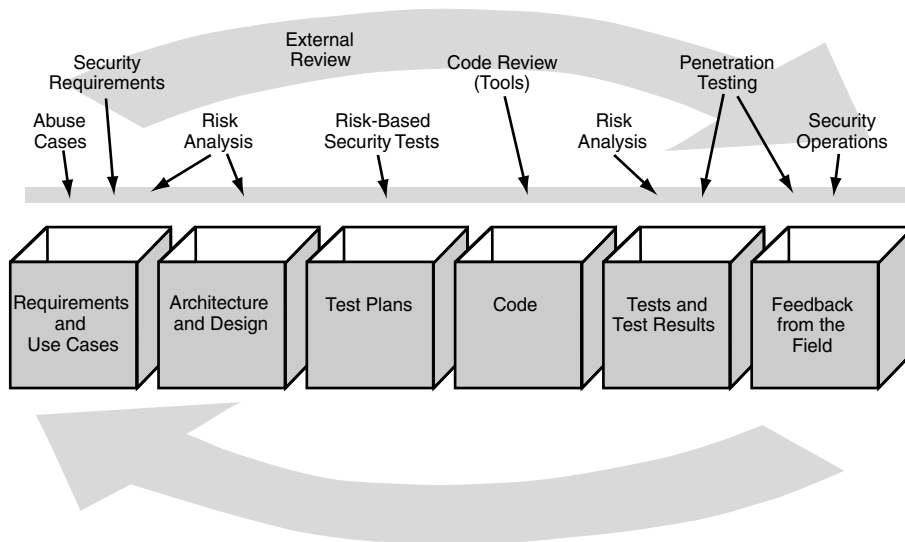 External
Review
Security
Requirements
Code Review
(Tools)
Penetration
Testing
Abuse
Cases
Risk
Analysis
Risk-Based
Security Tests
Risk
Analysis
Security
Operations
Requirements
and
Use Cases
Architecture
and Design
Test Plans
Code
Tests and
Test Results
Feedback
from the
Field